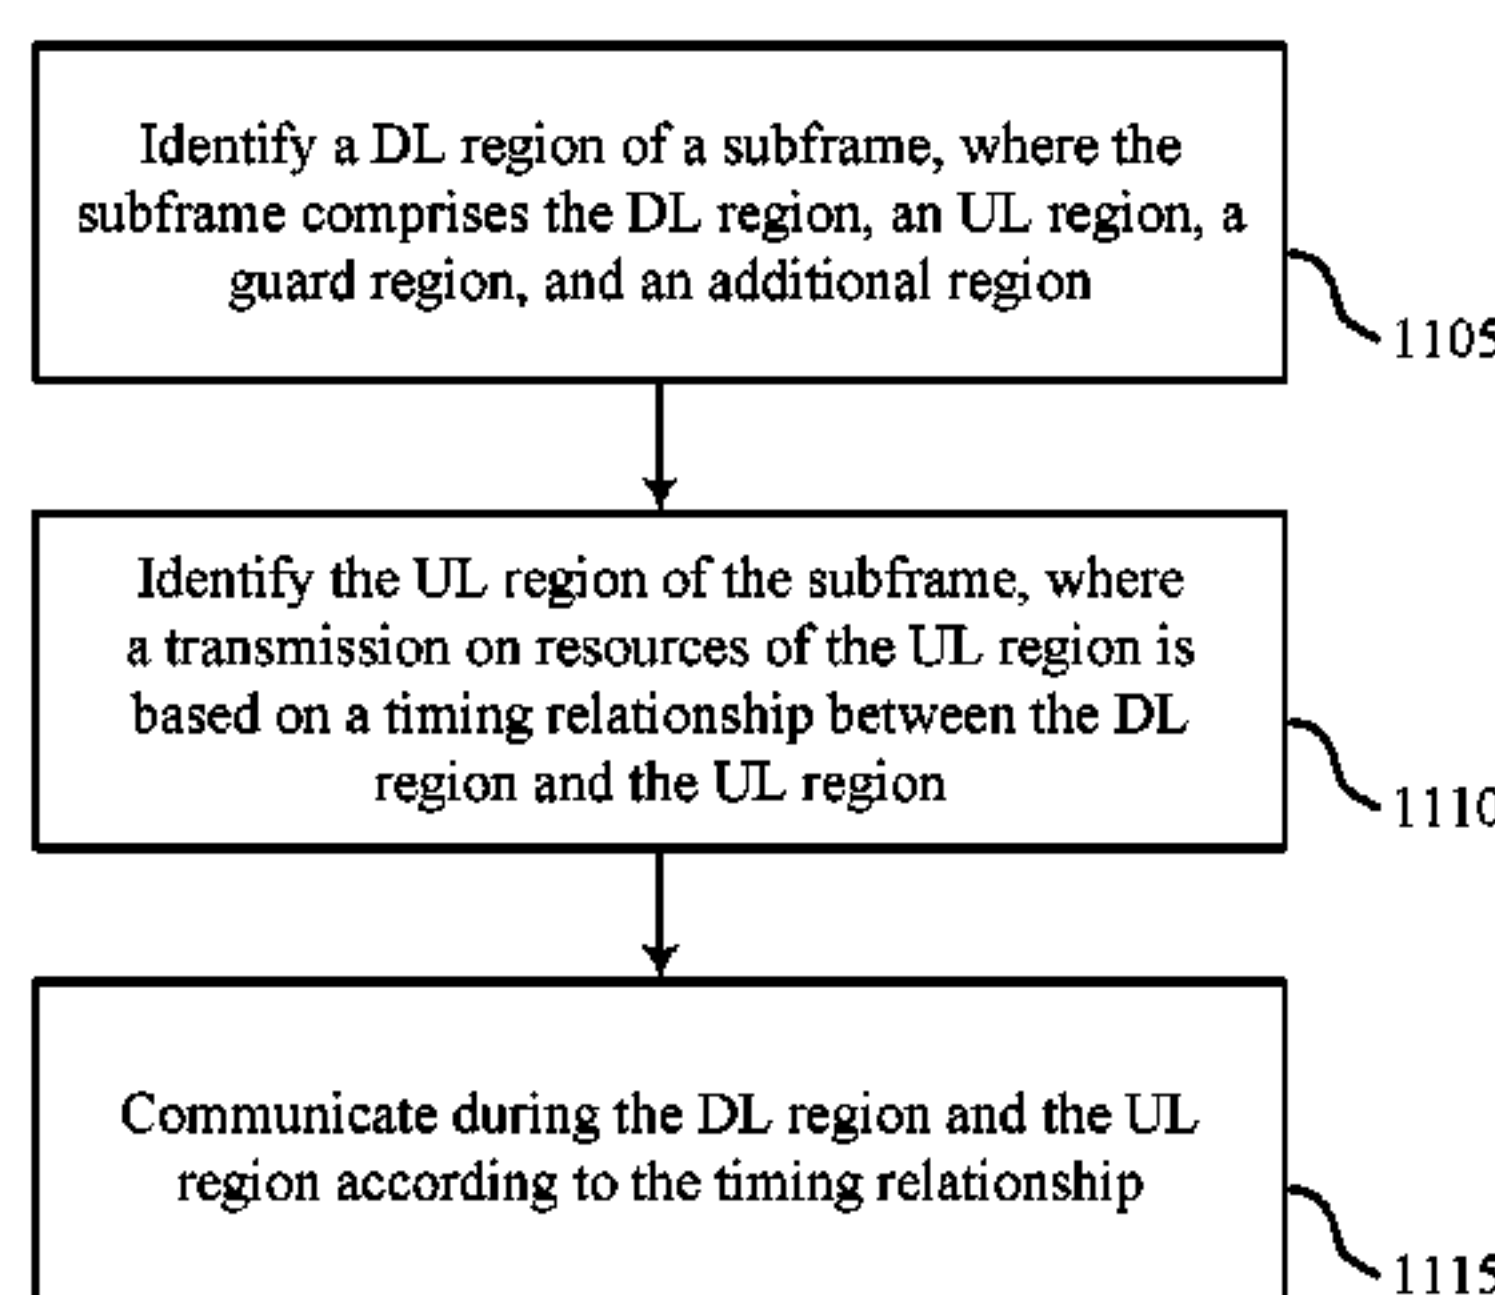 Identify a DL region of a subframe, where the
subframe comprises the DL region, an UL region, a
guard region, and an additional region
1105
Identify the UL region of the subframe, where
a transmission on resources of the UL region is
based on a timing relationship between the DL
region and the UL region
1110
Communicate during the DL region and the UL
region according to the timing relationship
1115